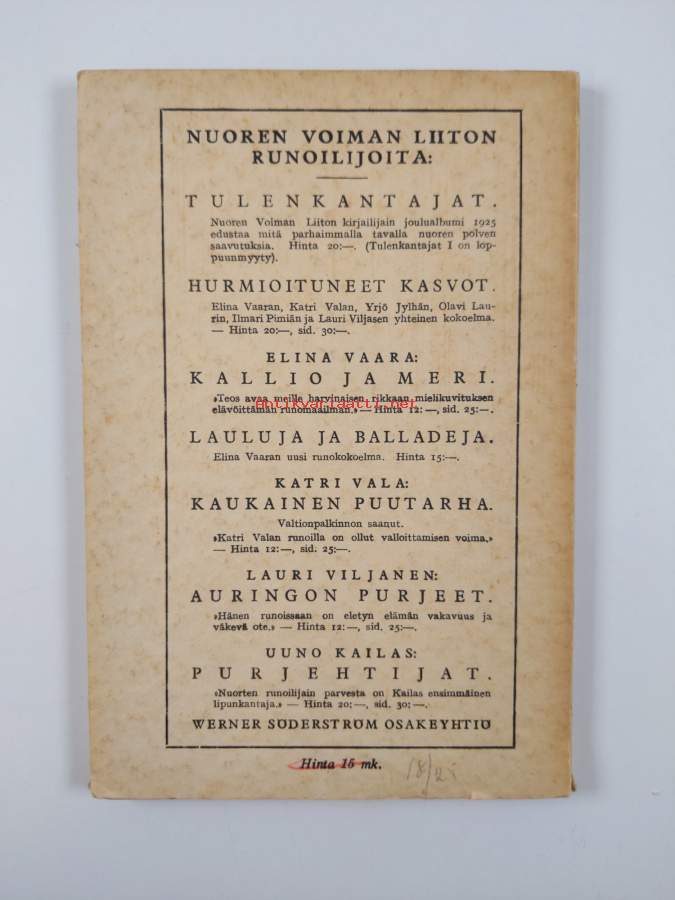 NUOREN VOIMAN LIITON
RUNOILIJOITA:
TULENKANTAJAT.
Nuoren Voiman Liiton kirjailijain joulualbumi 1925
edustaa mitä parhaimmalla tavalla nuoren polven
saavutuksia. Hinta 20:—. (Tulenkantajat I on lop-
puunmyyty).
HURMIOITUNEET KASVOT.
Elina Vaaran, Katri Valan, Yrjö Jylhän, Olavi Lau-
rin, Ilmari Pimiän ja Lauri Viljasen yhteinen kokoelma.
— Hinta 20:—, sid. 30:—.
ELINA VAARA:
KALLIO JA MERI.
»Teos avaa meille harvinaisen rikkaan mielikuvituksen
antikvariaatti.net
elävöittämän runomaailman.» — Hinta 12:—, sid. 25:—.
LAULUJA JA BALLADEJA.
Elina Vaaran uusi runokokoelma. Hinta 15:—.
KATRI VALA:
KAUKAINEN PUUTARHA.
Valtionpalkinnon saanut.
»Katri Valan runoilla on ollut valloittamisen voima.»
— Hinta 12:—, sid. 25:—.
LAURI VILJANEN:
AURINGON PURJEET.
»Hänen runoissaan on eletyn elämän vakavuus ja
väkevä ote.» — Hinta 12:—, sid. 25:—.
UUNO KAILAS:
PURJEHTIJAT.
»Nuorten runoilijain parvesta on Kailas ensimmäinen
lipunkantaja.» — Hinta 20:—, sid. 30:—.
WERNER SÖDERSTRÖM OSAKEYHTIÖ
Hinta 15 mk.